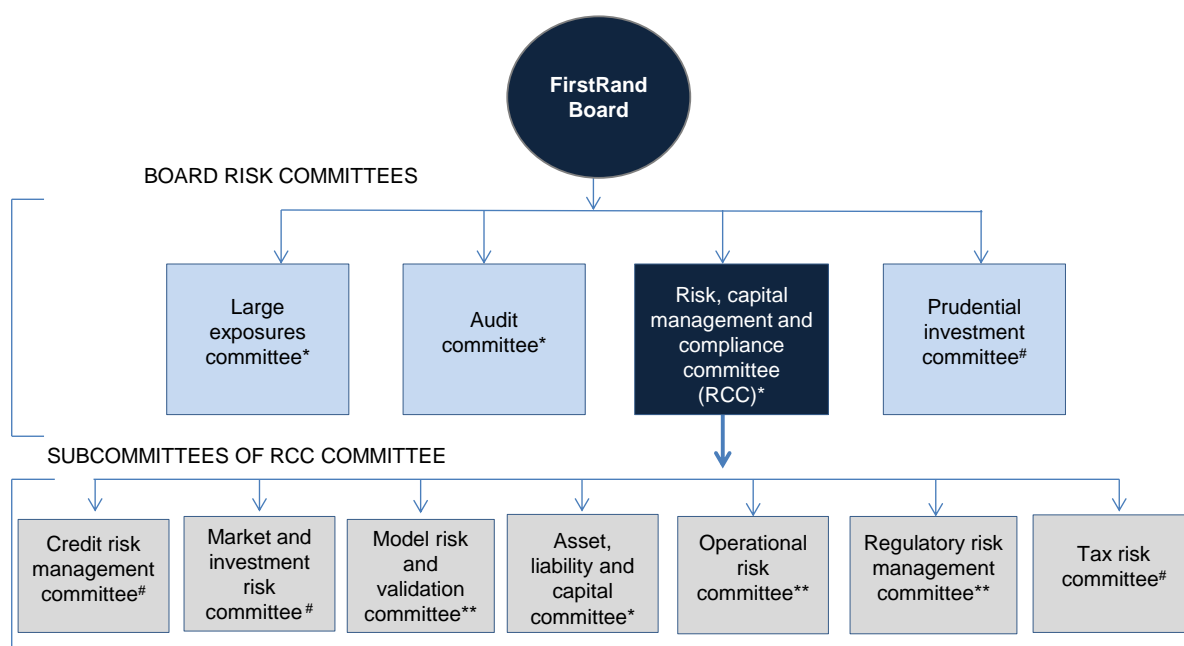 FirstRand
Board
BOARD RISK COMMITTEES
Large
exposures
committee*
Audit
committee*
Risk, capital
management and
compliance
committee
(RCC)*
Prudential
investment
committee#
SUBCOMMITTEES OF RCC COMMITTEE
Credit risk
management
committee#
Market and
investment
risk
committee #
Model risk
and
validation
committee**
Asset,
liability and
capital
committee*
Operational
risk
committee**
Regulatory risk
management
committee**
Tax risk
committee#